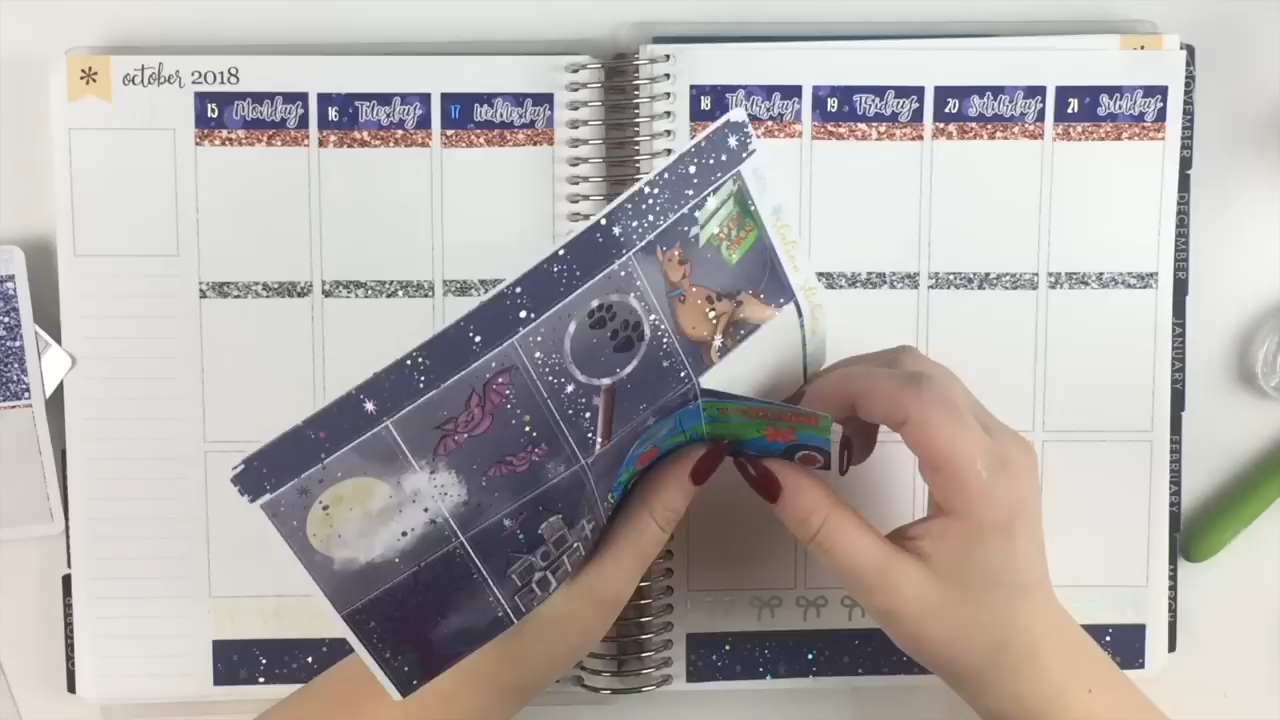 october 2018
15 Monday
16 Tuesday
17 Wednesday
18 Thursday
19 Friday
20 Saturday
21 Sunday
NOVEMBER
DECEMBER
JANUARY
FEBRUARY
MARCH
OCTOBER